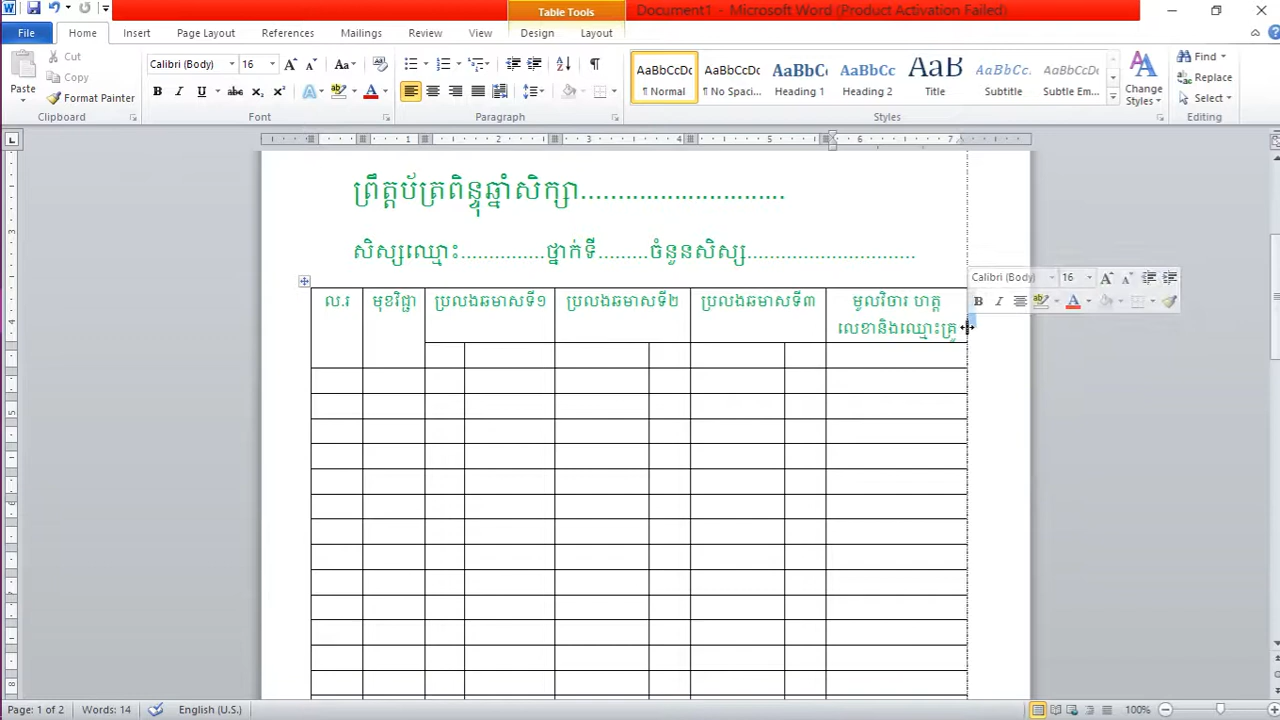 Table Tools
Document1 - Microsoft Word (Product Activation Failed)
File Home Insert Page Layout References Mailings Review View Design Layout
Paste
Cut
Copy
Format Painter
Clipboard
Calibri (Body) 16
Font
Paragraph
AaBbCcDc AaBbCcDc AaBbC AaBbCc AaB AaBbCc. AaBbCcDc
¶ Normal ¶ No Spaci... Heading 1 Heading 2 Title Subtitle Subtle Em...
Change Styles
Styles
Find
Replace
Select
Editing
ព្រឹត្តប័ត្រពិន្ទុឆ្នាំសិក្សា...........................
សិស្សឈ្មោះ...............ថ្នាក់ទី.........ចំនួនសិស្ស..............................
Calibri (Body) 16
ល.រ មុខវិជ្ជា ប្រលងឆមាសទី១ ប្រលងឆមាសទី២ ប្រលងឆមាសទី៣ មូលវិចារ ហត្ត
លេខានិងឈ្មោះគ្រូ
Page: 1 of 2 Words: 14 English (U.S.) 100%